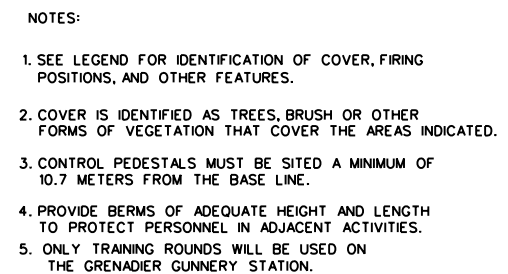 NOTES:
1. SEE LEGEND FOR IDENTIFICATION OF COVER, FIRING
POSITIONS, AND OTHER FEATURES.
2. COVER IS IDENTIFIED AS TREES, BRUSH OR OTHER
FORMS OF VEGETATION THAT COVER THE AREAS INDICATED.
3. CONTROL PEDESTALS MUST BE SITED A MINIMUM OF
10.7 METERS FROM THE BASE LINE.
4. PROVIDE BERMS OF ADEQUATE HEIGHT AND LENGTH
TO PROTECT PERSONNEL IN ADJACENT ACTIVITIES.
5. ONLY TRAINING ROUNDS WILL BE USED ON
THE GRENADIER GUNNERY STATION.